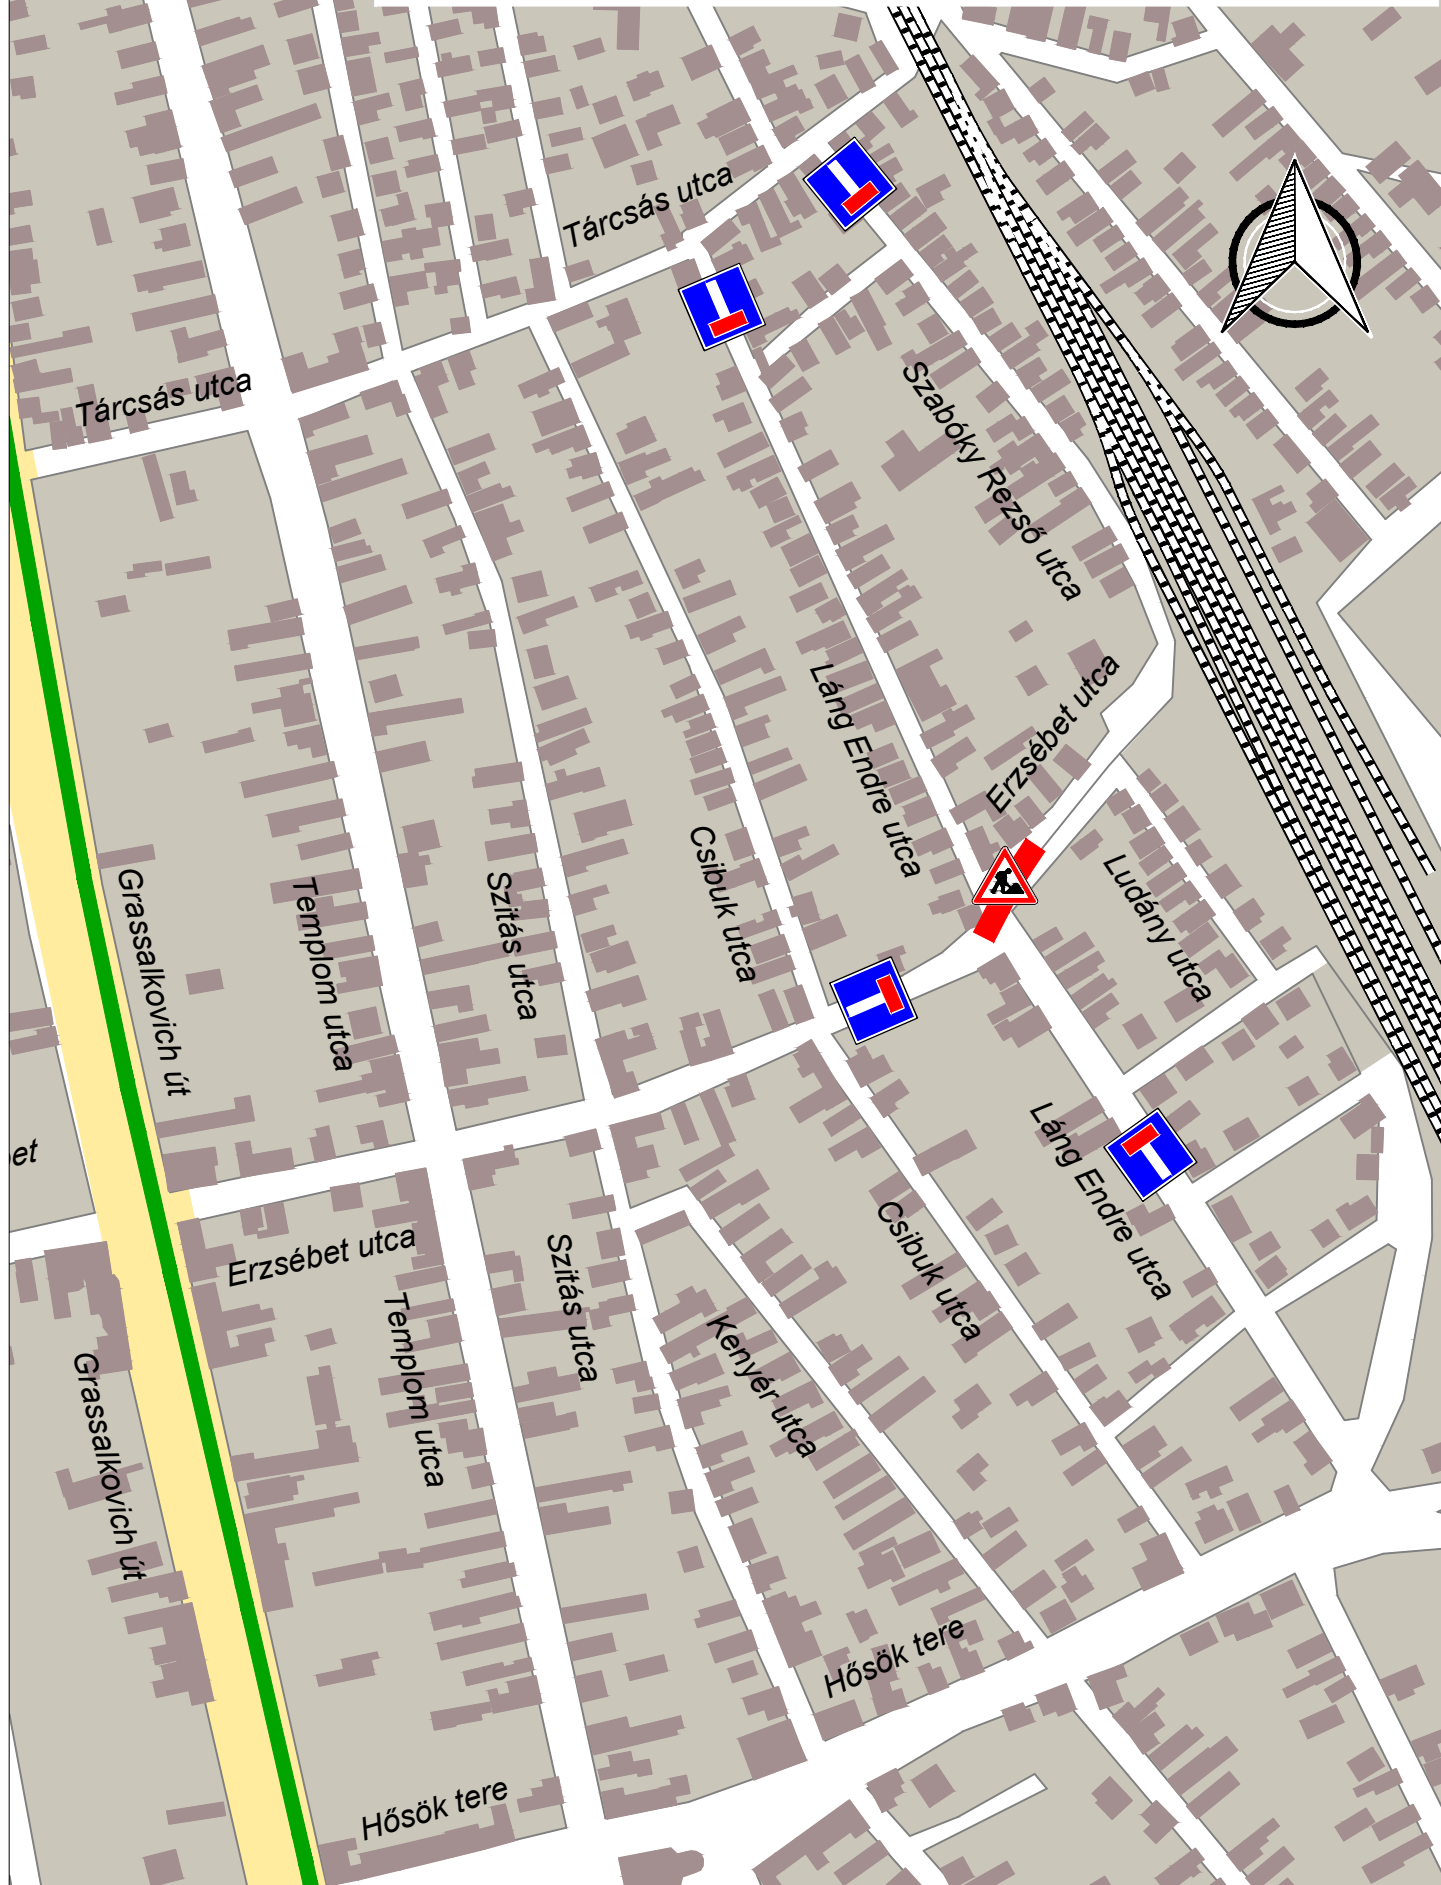 Tárcsás utca
Tárcsás utca
Szabóky Rezső utca
Erzsébet utca
Láng Endre utca
Csibuk utca
Ludány utca
Szitás utca
Templom utca
Grassalkovich út
et
Láng Endre utca
Csibuk utca
Erzsébet utca
Szitás utca
Templom utca
Kenyér utca
Grassalkovich út
Hősök tere
Hősök tere